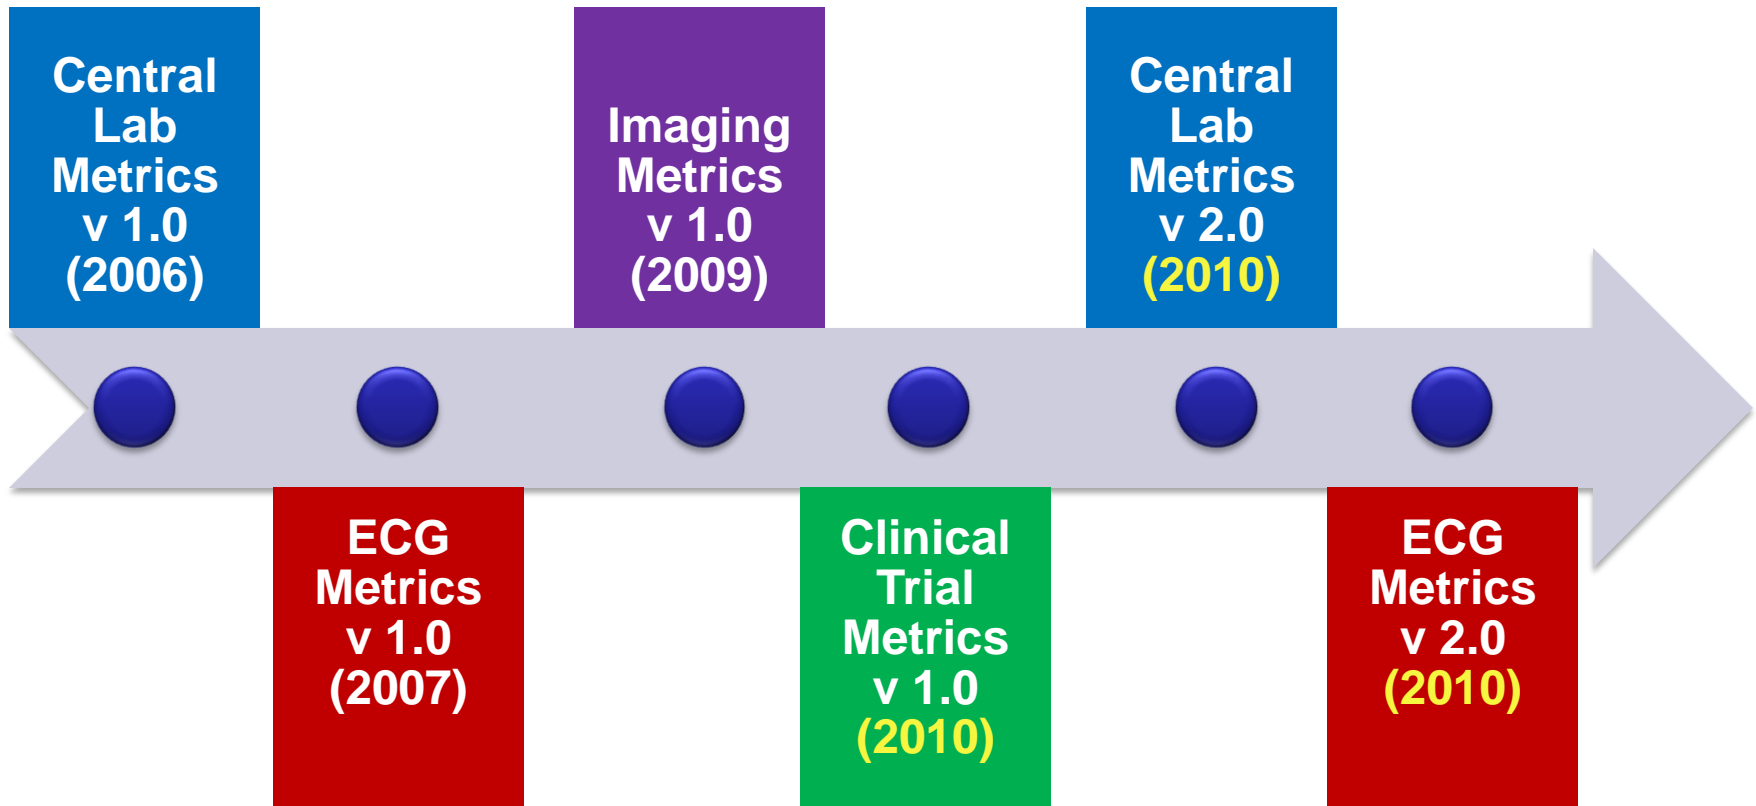 Central
Lab
Metrics
v 1.0
(2006)
ECG
Metrics
v 1.0
(2007)
Imaging
Metrics
v 1.0
(2009)
Clinical
Trial
Metrics
v 1.0
(2010)
Central
Lab
Metrics
v 2.0
(2010)
ECG
Metrics
v 2.0
(2010)